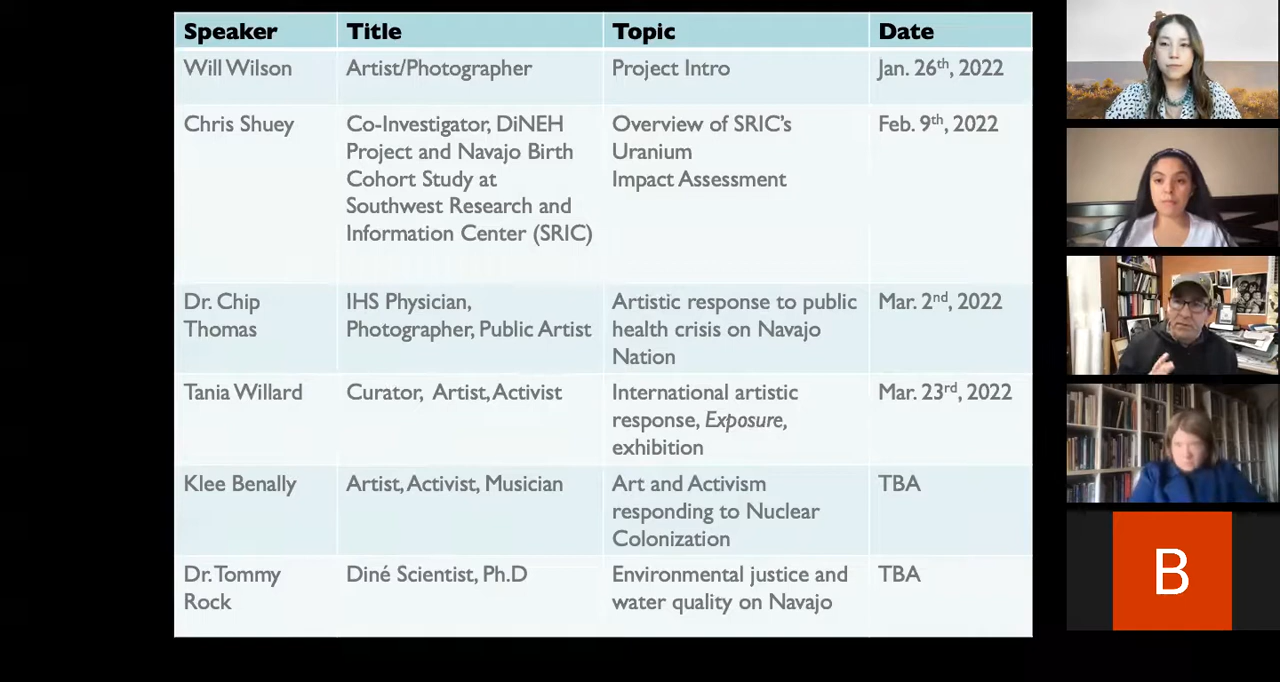 Speaker Title Topic Date
Will Wilson Artist/Photographer Project Intro Jan. 26th, 2022
Chris Shuey Co-Investigator, DiNEH Overview of SRIC's Feb. 9th, 2022
Project and Navajo Birth Uranium
Cohort Study at Impact Assessment
Southwest Research and
Information Center (SRIC)
Dr. Chip IHS Physician, Artistic response to public Mar. 2nd, 2022
Thomas Photographer, Public Artist health crisis on Navajo
Nation
Tania Willard Curator, Artist, Activist International artistic Mar. 23rd, 2022
response, Exposure,
exhibition
Klee Benally Artist, Activist, Musician Art and Activism TBA
responding to Nuclear
Colonization
Dr. Tommy Diné Scientist, Ph.D Environmental justice and TBA
Rock water quality on Navajo
B